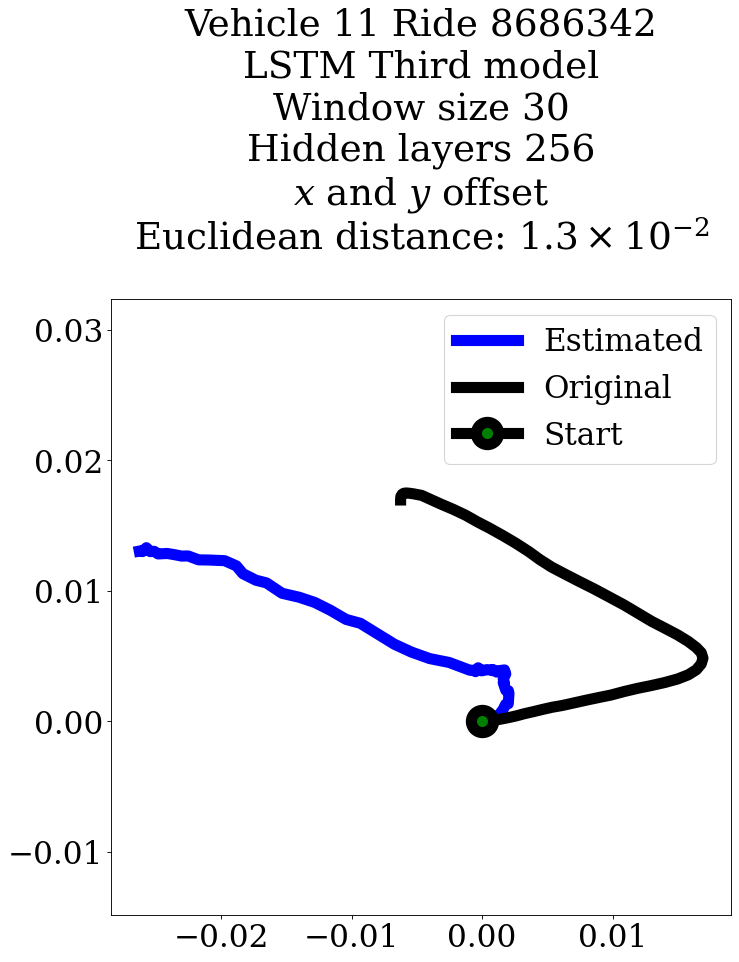 Vehicle 11 Ride 8686342
LSTM Third model
Window size 30
Hidden layers 256
x and y offset
Euclidean distance: 1.3 × 10⁻²
Estimated
Original
Start
0.03
0.02
0.01
0.00
−0.01
−0.02 −0.01 0.00 0.01